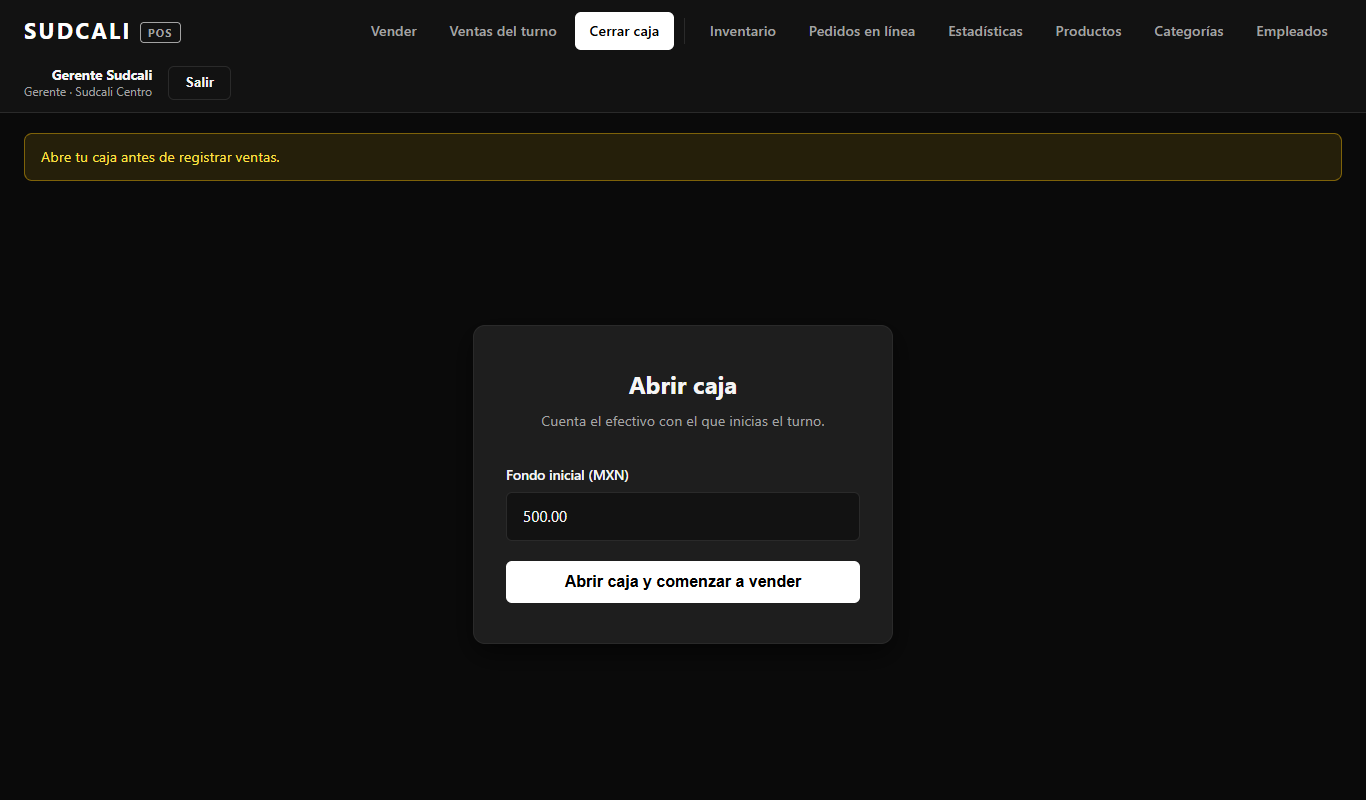 SUDCALI POS
Vender Ventas del turno Cerrar caja Inventario Pedidos en línea Estadísticas Productos Categorías Empleados
Gerente Sudcali
Gerente · Sudcali Centro
Salir
Abre tu caja antes de registrar ventas.
Abrir caja
Cuenta el efectivo con el que inicias el turno.
Fondo inicial (MXN)
500.00
Abrir caja y comenzar a vender